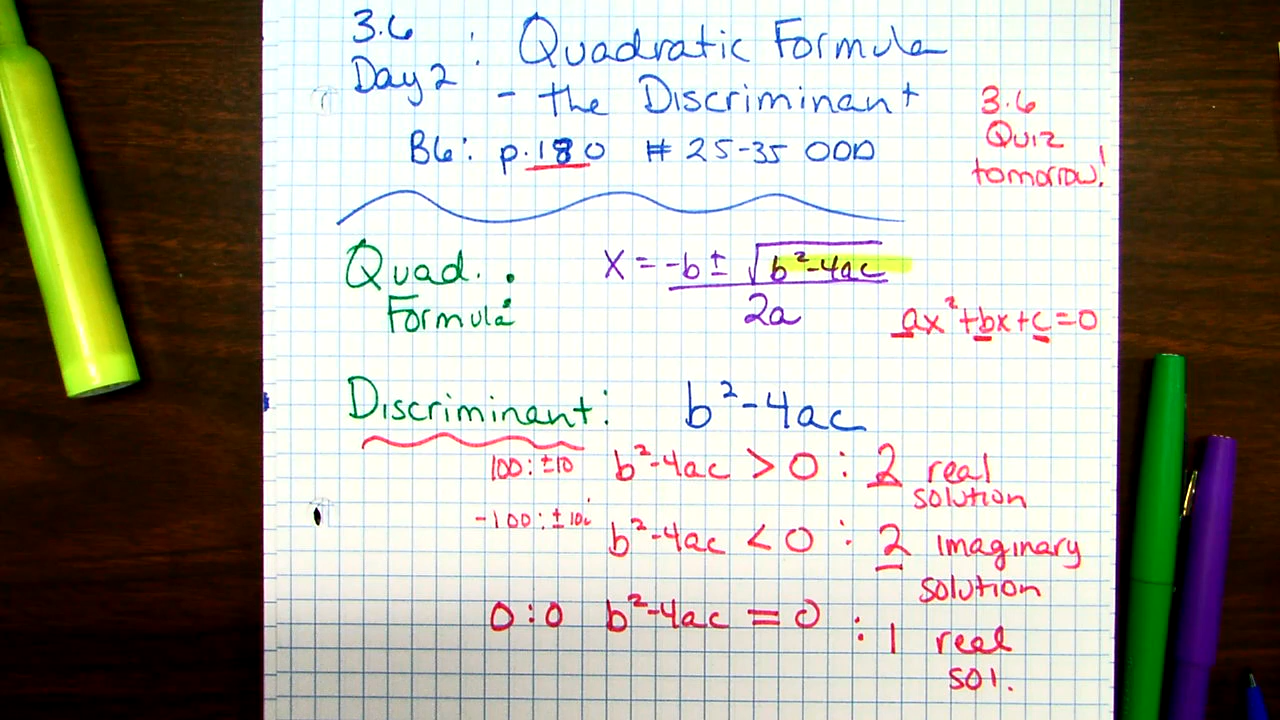 3.6
Day 2 : Quadratic Formula
- the Discriminant
B6: p.180 # 25-35 ODD
3.6
Quiz
tomorrow!
Quad. :
Formula
x = -b ± √b²-4ac
2a
ax²+bx+c=0
Discriminant: b²-4ac
100: ±10 b²-4ac > 0 : 2 real
solution
-100: ±10i b²-4ac < 0 : 2 imaginary
solution
0:0 b²-4ac = 0 : 1 real
sol.